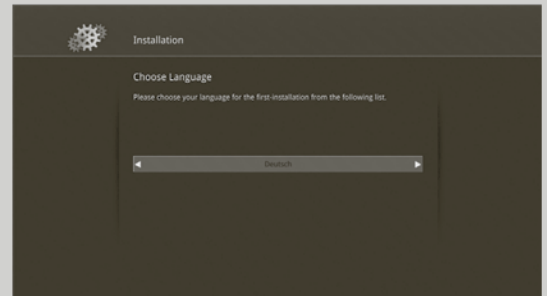 Installation
Choose Language
Please choose your language for the first-installation from the following list.
Deutsch